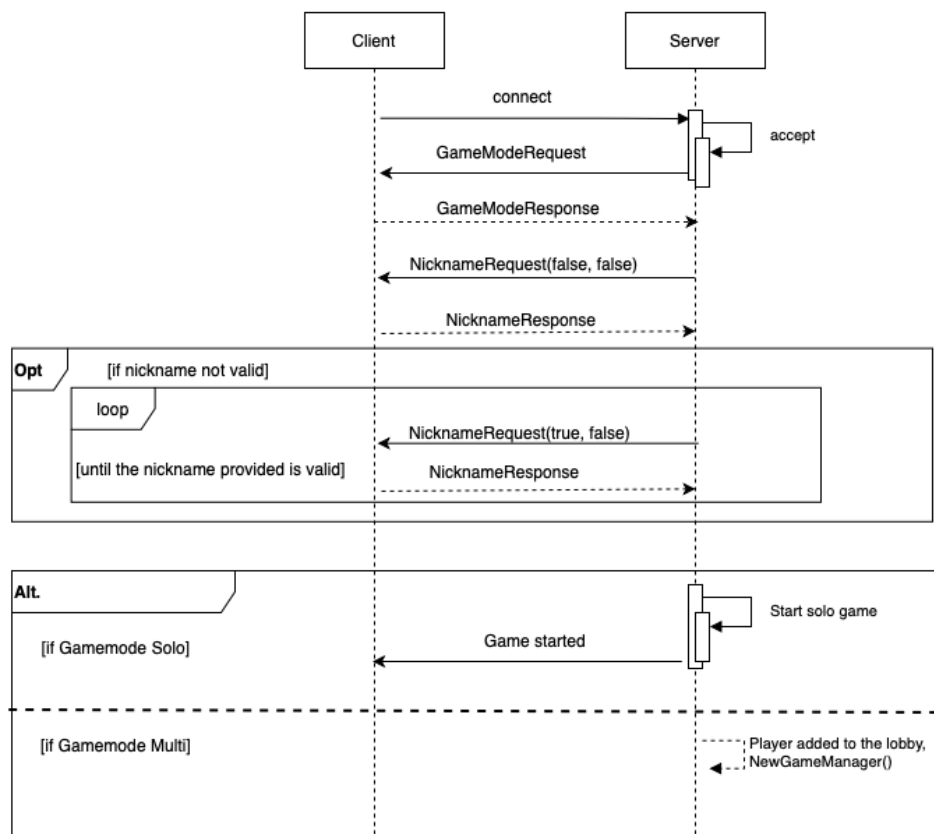 Client
Server
connect
accept
GameModeRequest
GameModeResponse
NicknameRequest(false, false)
NicknameResponse
Opt
[if nickname not valid]
loop
NicknameRequest(true, false)
[until the nickname provided is valid]
NicknameResponse
Alt.
Start solo game
[if Gamemode Solo]
Game started
[if Gamemode Multi]
Player added to the lobby,
NewGameManager()